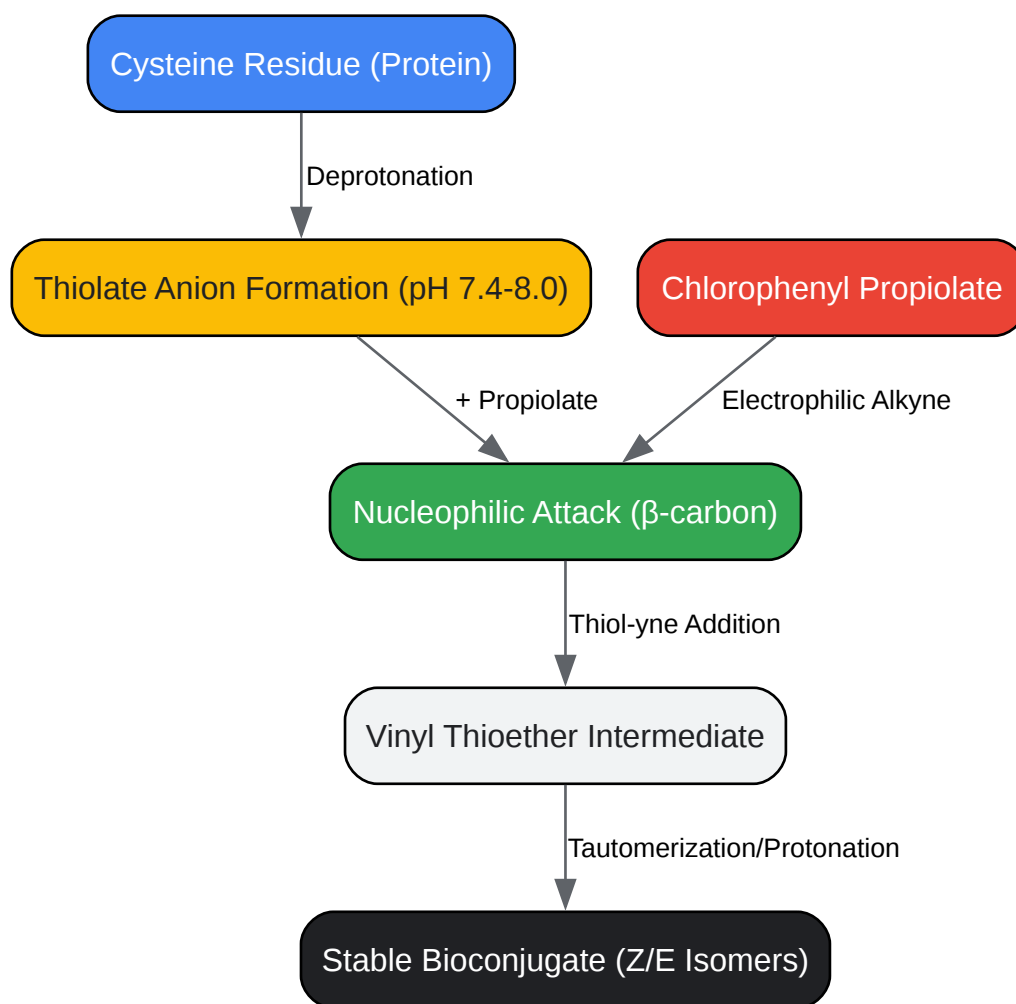 Cysteine Residue (Protein)
Deprotonation
Thiolate Anion Formation (pH 7.4-8.0)
Chlorophenyl Propiolate
+ Propiolate
Electrophilic Alkyne
Nucleophilic Attack (β-carbon)
Thiol-yne Addition
Vinyl Thioether Intermediate
Tautomerization/Protonation
Stable Bioconjugate (Z/E Isomers)